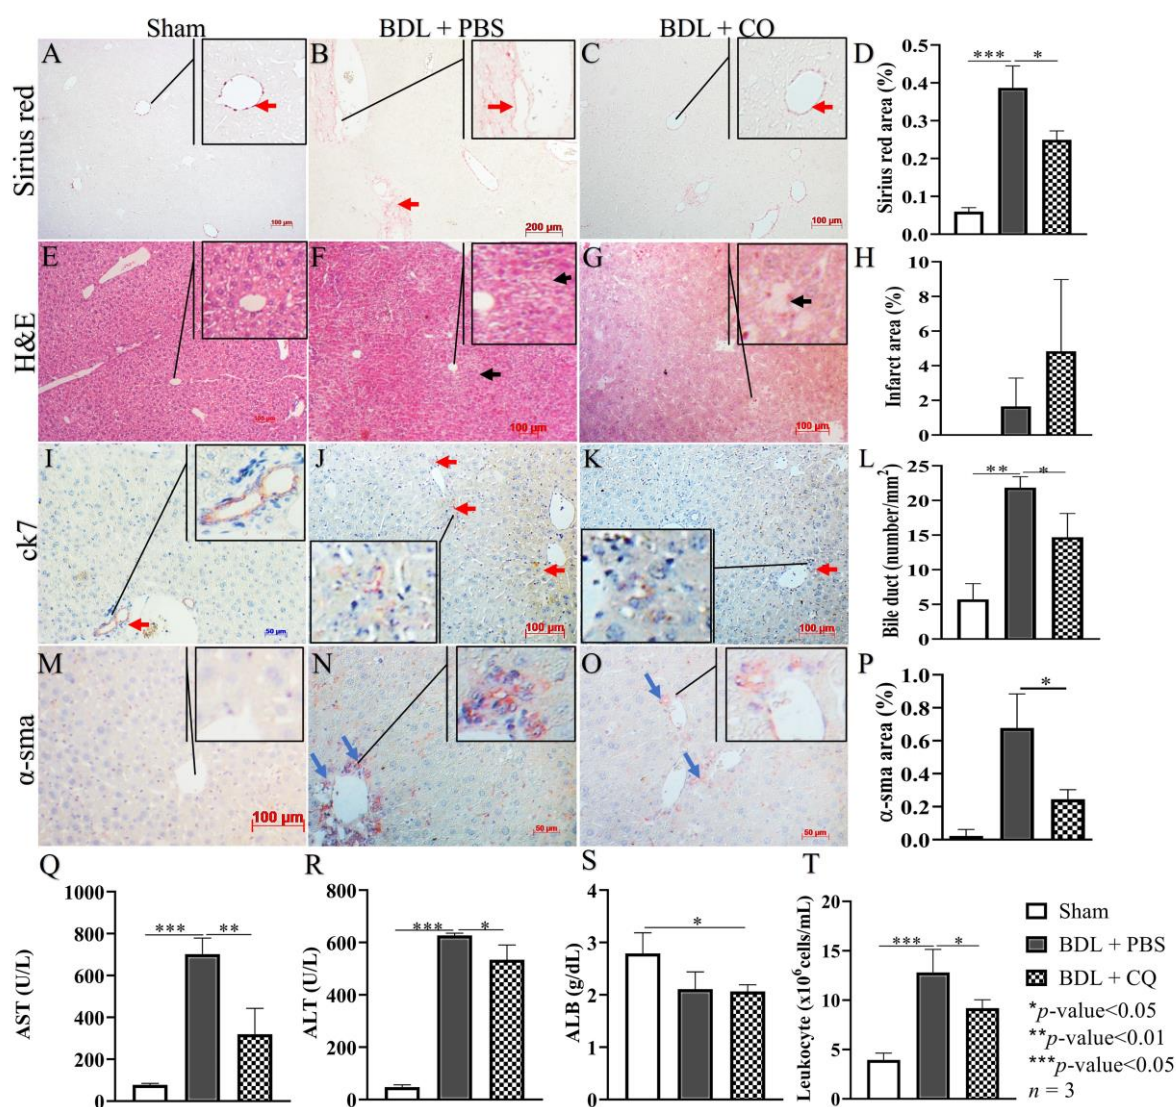 Sham BDL + PBS BDL + CQ
Sirius red
A
100 µm
B
200 µm
C
100 µm
D
Sirius red area (%)
0.5
0.4
0.3
0.2
0.1
0.0
*** *
H&E
E
100 µm
F
100 µm
G
100 µm
H
Infarct area (%)
8
6
4
2
0
ck7
I
50 µm
J
100 µm
K
100 µm
L
Bile duct (number/mm²)
25
20
15
10
5
0
** *
α-sma
M
100 µm
N
50 µm
O
50 µm
P
α-sma area (%)
1.0
0.8
0.6
0.4
0.2
0.0
*
Q
AST (U/L)
1000
800
600
400
200
0
*** **
R
ALT (U/L)
800
600
400
200
0
*** *
S
ALB (g/dL)
4
3
2
1
0
*
T
Leukocyte (x10⁶cells/mL)
20
15
10
5
0
*** *
Sham
BDL + PBS
BDL + CQ
*p-value<0.05
**p-value<0.01
***p-value<0.05
n = 3